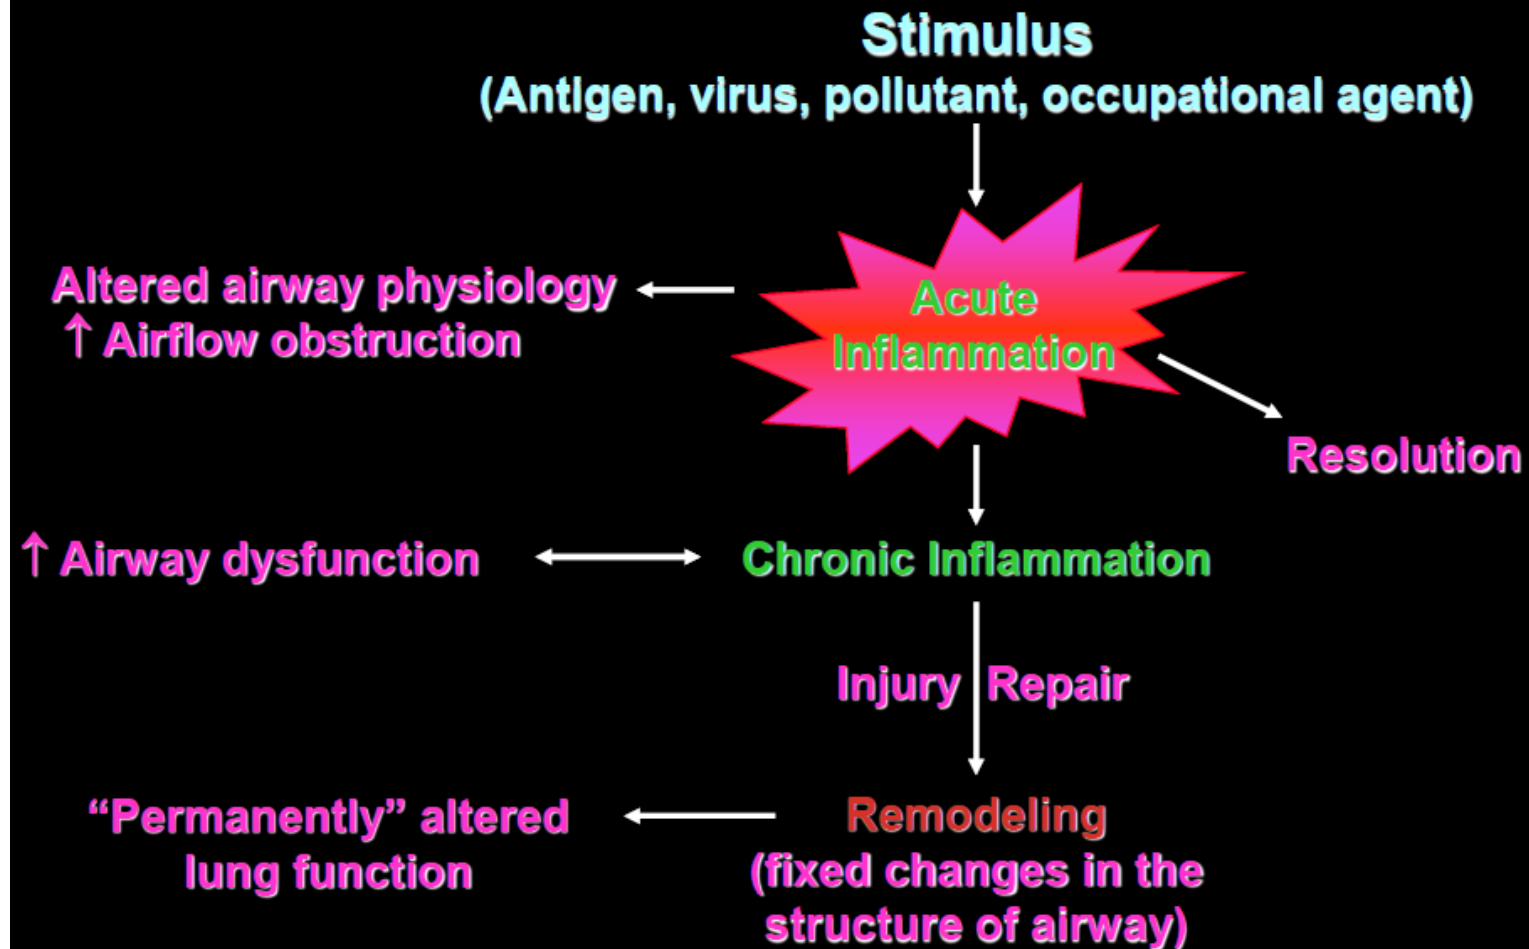 Stimulus
(Antigen, virus, pollutant, occupational agent)
Altered airway physiology
↑ Airflow obstruction
Acute
Inflammation
Resolution
↑ Airway dysfunction
Chronic Inflammation
Injury Repair
"Permanently" altered
lung function
Remodeling
(fixed changes in the
structure of airway)